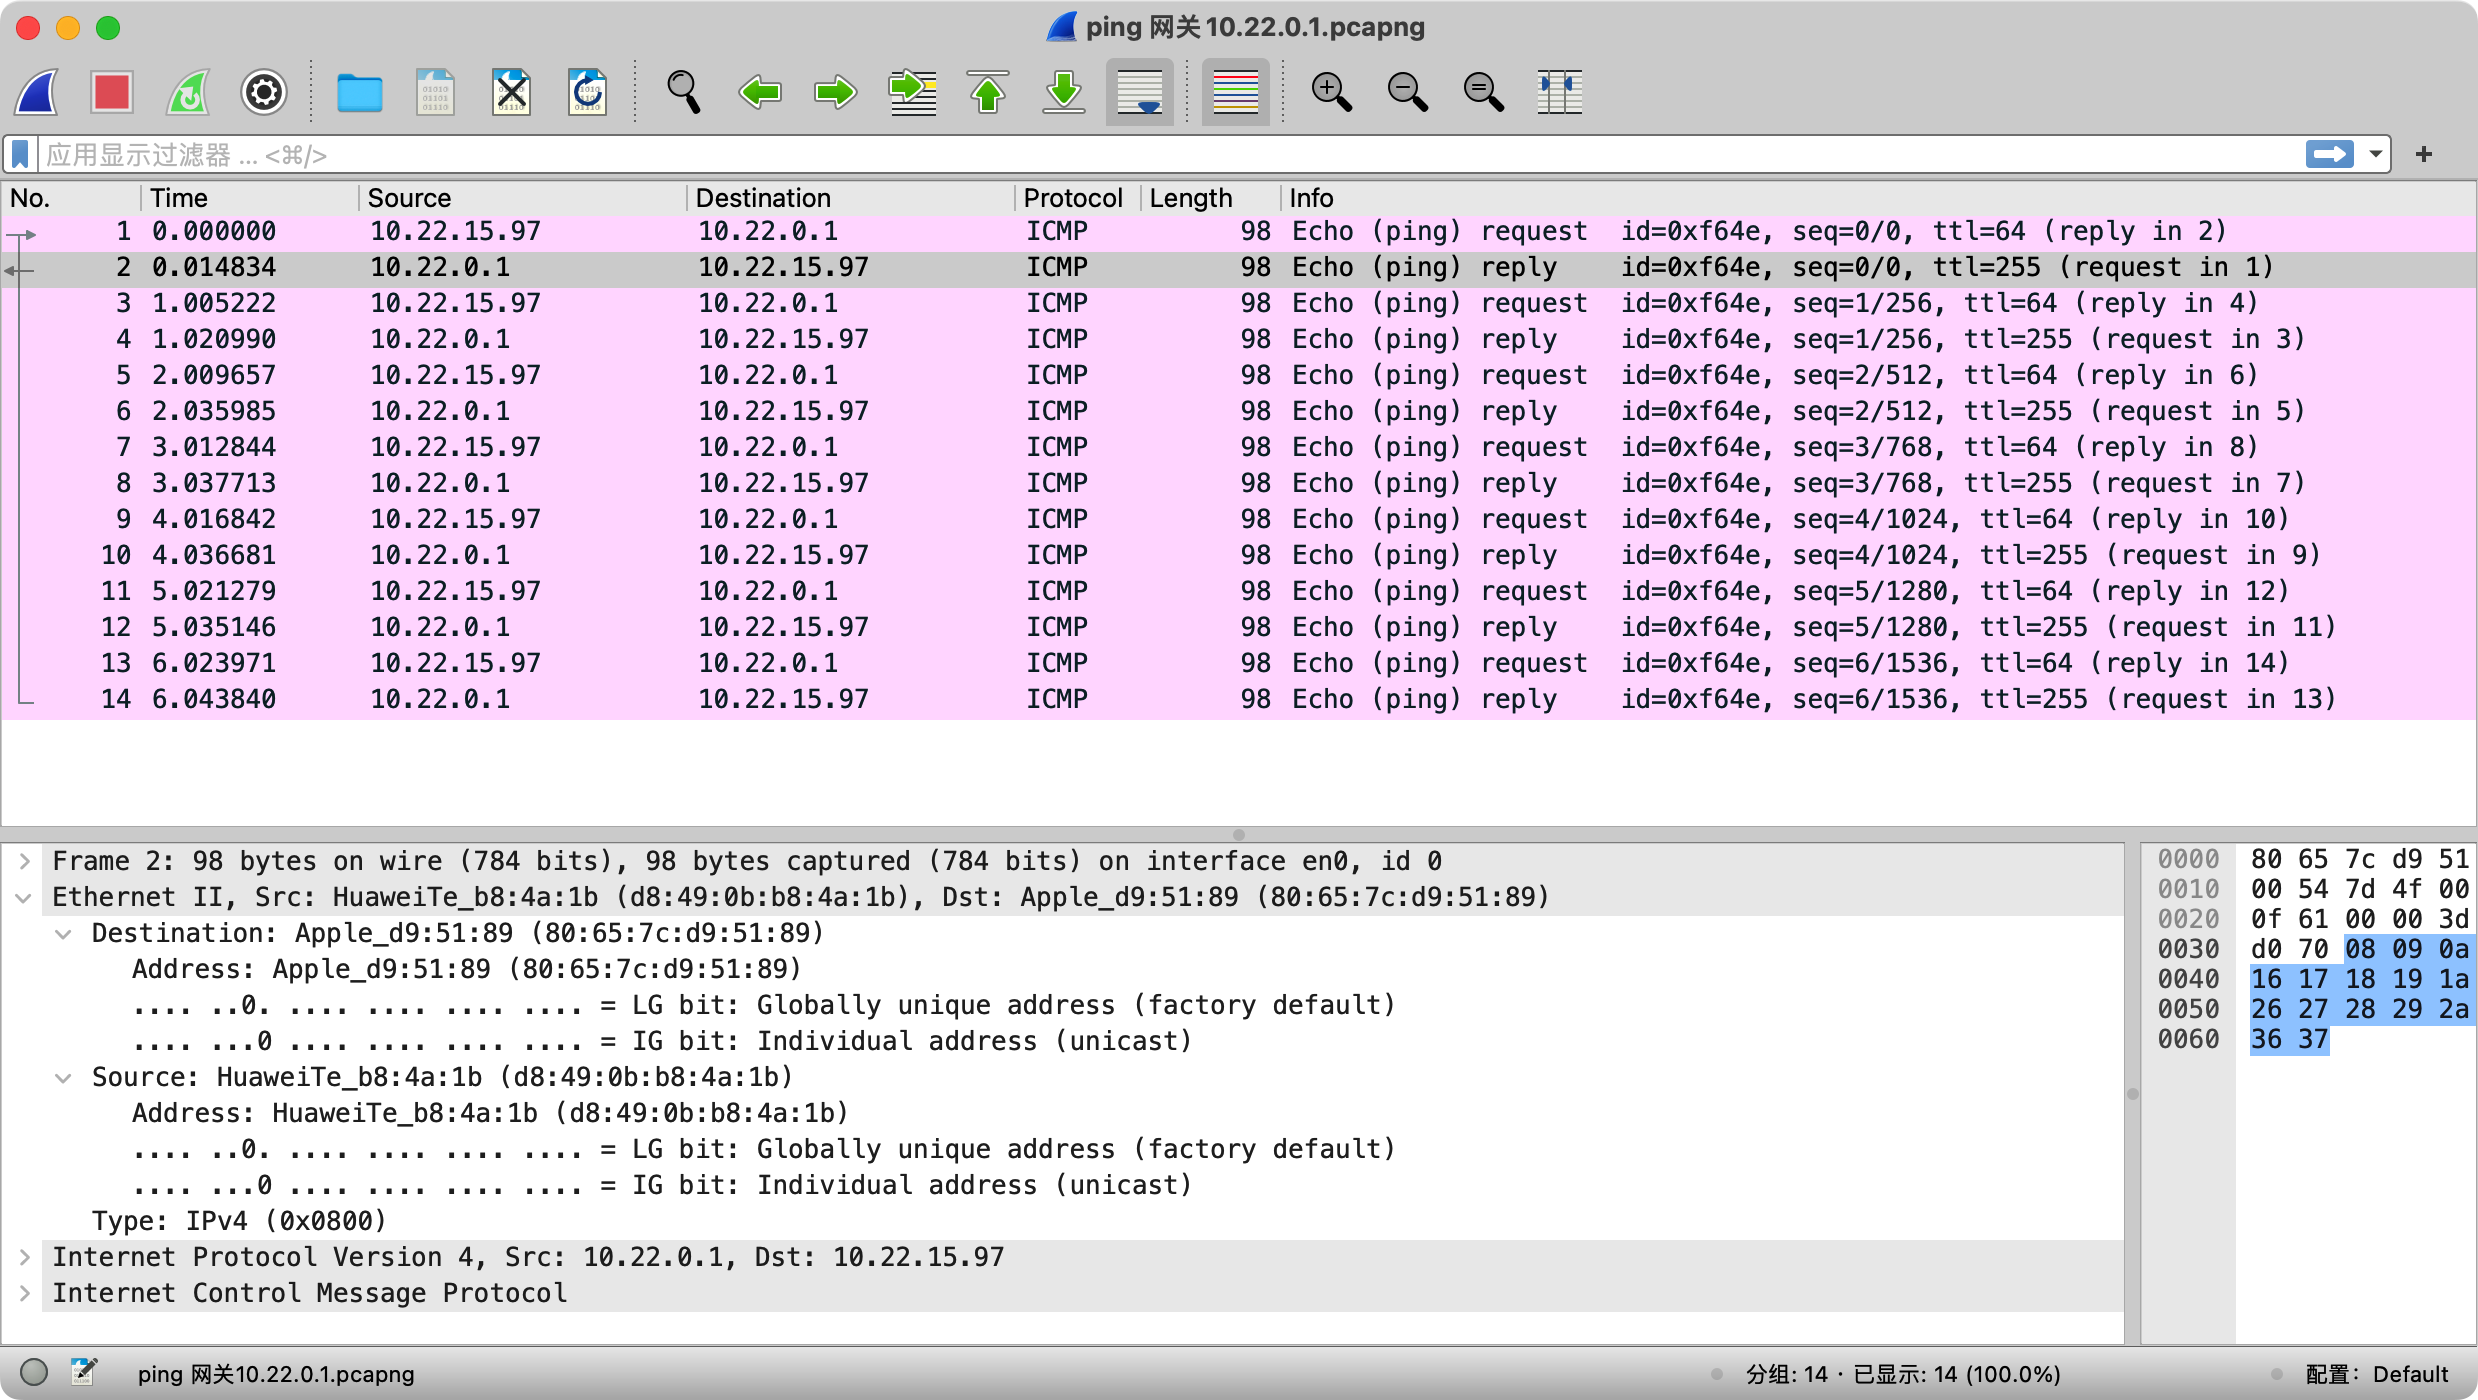 ping 网关10.22.0.1.pcapng
应用显示过滤器 ... <⌘/>
No. Time Source Destination Protocol Length Info
1 0.000000 10.22.15.97 10.22.0.1 ICMP 98 Echo (ping) request id=0xf64e, seq=0/0, ttl=64 (reply in 2)
2 0.014834 10.22.0.1 10.22.15.97 ICMP 98 Echo (ping) reply id=0xf64e, seq=0/0, ttl=255 (request in 1)
3 1.005222 10.22.15.97 10.22.0.1 ICMP 98 Echo (ping) request id=0xf64e, seq=1/256, ttl=64 (reply in 4)
4 1.020990 10.22.0.1 10.22.15.97 ICMP 98 Echo (ping) reply id=0xf64e, seq=1/256, ttl=255 (request in 3)
5 2.009657 10.22.15.97 10.22.0.1 ICMP 98 Echo (ping) request id=0xf64e, seq=2/512, ttl=64 (reply in 6)
6 2.035985 10.22.0.1 10.22.15.97 ICMP 98 Echo (ping) reply id=0xf64e, seq=2/512, ttl=255 (request in 5)
7 3.012844 10.22.15.97 10.22.0.1 ICMP 98 Echo (ping) request id=0xf64e, seq=3/768, ttl=64 (reply in 8)
8 3.037713 10.22.0.1 10.22.15.97 ICMP 98 Echo (ping) reply id=0xf64e, seq=3/768, ttl=255 (request in 7)
9 4.016842 10.22.15.97 10.22.0.1 ICMP 98 Echo (ping) request id=0xf64e, seq=4/1024, ttl=64 (reply in 10)
10 4.036681 10.22.0.1 10.22.15.97 ICMP 98 Echo (ping) reply id=0xf64e, seq=4/1024, ttl=255 (request in 9)
11 5.021279 10.22.15.97 10.22.0.1 ICMP 98 Echo (ping) request id=0xf64e, seq=5/1280, ttl=64 (reply in 12)
12 5.035146 10.22.0.1 10.22.15.97 ICMP 98 Echo (ping) reply id=0xf64e, seq=5/1280, ttl=255 (request in 11)
13 6.023971 10.22.15.97 10.22.0.1 ICMP 98 Echo (ping) request id=0xf64e, seq=6/1536, ttl=64 (reply in 14)
14 6.043840 10.22.0.1 10.22.15.97 ICMP 98 Echo (ping) reply id=0xf64e, seq=6/1536, ttl=255 (request in 13)
Frame 2: 98 bytes on wire (784 bits), 98 bytes captured (784 bits) on interface en0, id 0
Ethernet II, Src: HuaweiTe_b8:4a:1b (d8:49:0b:b8:4a:1b), Dst: Apple_d9:51:89 (80:65:7c:d9:51:89)
Destination: Apple_d9:51:89 (80:65:7c:d9:51:89)
Address: Apple_d9:51:89 (80:65:7c:d9:51:89)
.... ..0. .... .... .... .... = LG bit: Globally unique address (factory default)
.... ...0 .... .... .... .... = IG bit: Individual address (unicast)
Source: HuaweiTe_b8:4a:1b (d8:49:0b:b8:4a:1b)
Address: HuaweiTe_b8:4a:1b (d8:49:0b:b8:4a:1b)
.... ..0. .... .... .... .... = LG bit: Globally unique address (factory default)
.... ...0 .... .... .... .... = IG bit: Individual address (unicast)
Type: IPv4 (0x0800)
Internet Protocol Version 4, Src: 10.22.0.1, Dst: 10.22.15.97
Internet Control Message Protocol
0000 80 65 7c d9 51
0010 00 54 7d 4f 00
0020 0f 61 00 00 3d
0030 d0 70 08 09 0a
0040 16 17 18 19 1a
0050 26 27 28 29 2a
0060 36 37
ping 网关10.22.0.1.pcapng 分组: 14 · 已显示: 14 (100.0%) 配置: Default